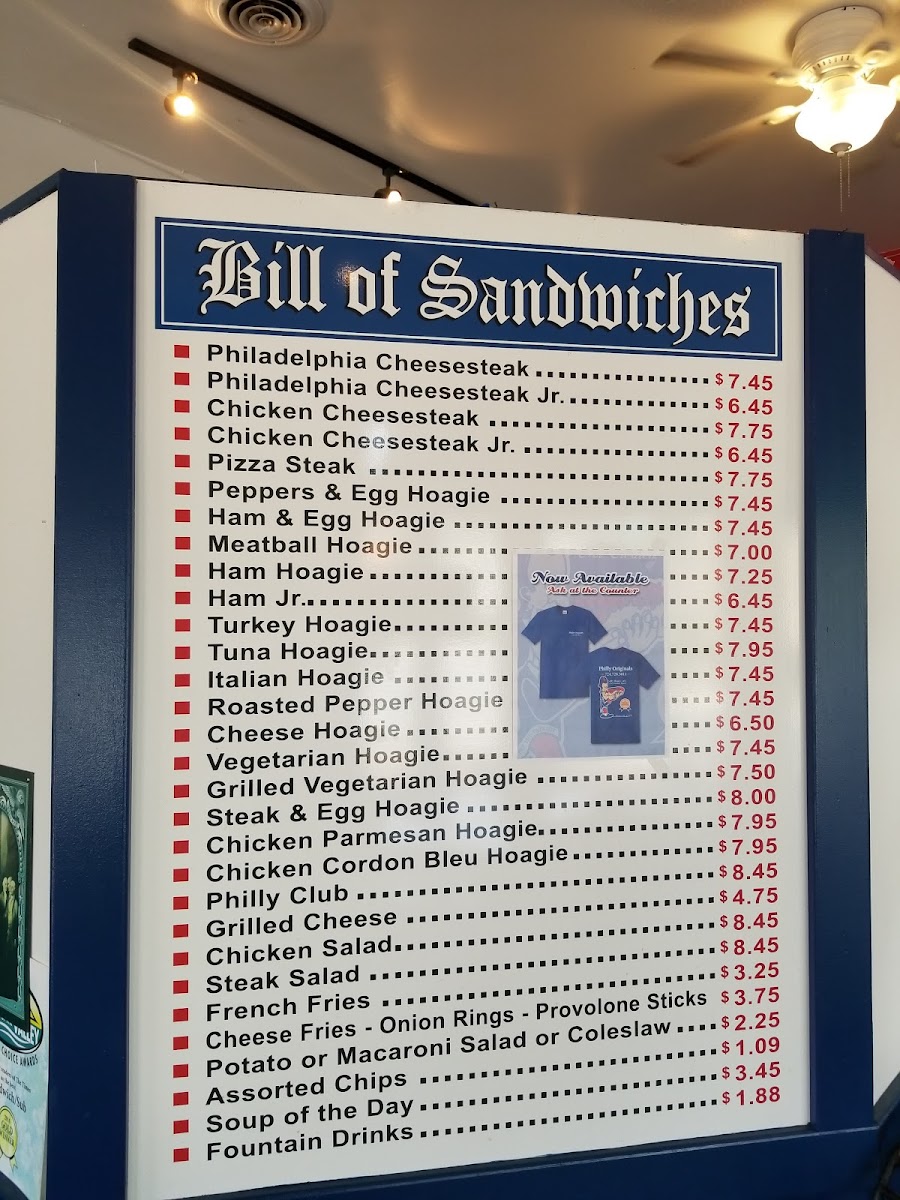 Bill of Sandwiches
Philadelphia Cheesesteak $7.45
Philadelphia Cheesesteak Jr. $6.45
Chicken Cheesesteak $7.75
Chicken Cheesesteak Jr. $6.45
Pizza Steak $7.75
Peppers & Egg Hoagie $7.45
Ham & Egg Hoagie $7.45
Meatball Hoagie $7.00
Ham Hoagie $7.25
Ham Jr. $6.45
Turkey Hoagie $7.45
Tuna Hoagie $7.95
Italian Hoagie $7.45
Roasted Pepper Hoagie $7.45
Cheese Hoagie $6.50
Vegetarian Hoagie $7.45
Grilled Vegetarian Hoagie $7.50
Steak & Egg Hoagie $8.00
Chicken Parmesan Hoagie $7.95
Chicken Cordon Bleu Hoagie $7.95
Philly Club $8.45
Grilled Cheese $4.75
Chicken Salad $8.45
Steak Salad $8.45
French Fries $3.25
Cheese Fries - Onion Rings - Provolone Sticks $3.75
Potato or Macaroni Salad or Coleslaw $2.25
Assorted Chips $1.09
Soup of the Day $3.45
Fountain Drinks $1.88
Now Available
Ask at the Counter
Philly Originals
CHOICE AWARDS